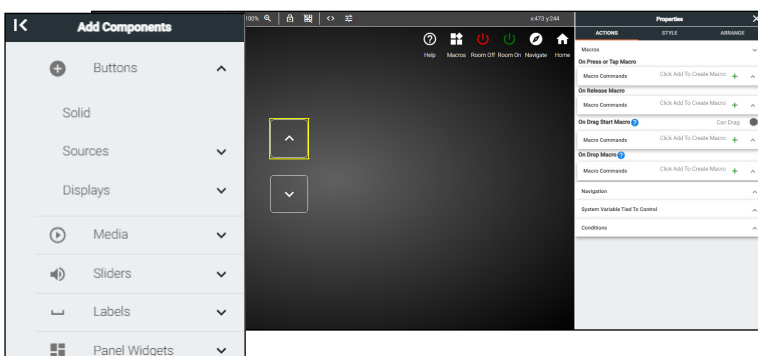 Add Components
Buttons
Solid
Sources
Displays
Media
Sliders
Labels
Panel Widgets
100%
x:473 y:244
Help Macros Room Off Room On Navigate Home
Properties
ACTIONS STYLE ARRANGE
Macros
On Press or Tap Macro
Macro Commands Click Add To Create Macro
On Release Macro
Macro Commands Click Add To Create Macro
On Drag Start Macro ? Can Drag
Macro Commands Click Add To Create Macro
On Drop Macro ?
Macro Commands Click Add To Create Macro
Navigation
System Variable Tied To Control
Conditions